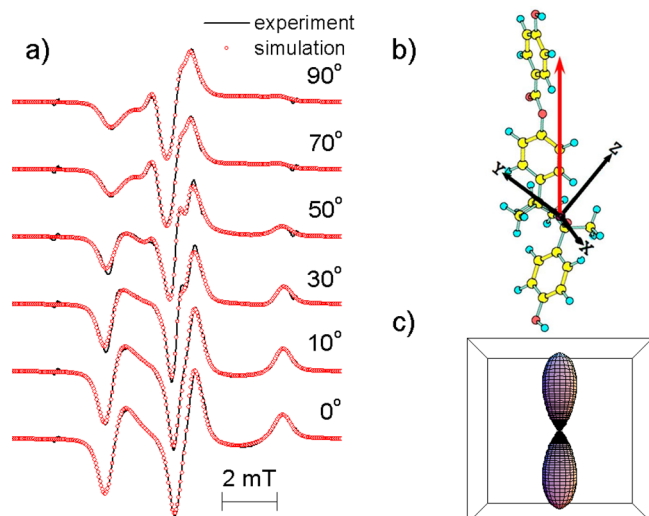 a)
experiment
simulation
90°
70°
50°
30°
10°
0°
2 mT
b)
Z
Y
X
c)